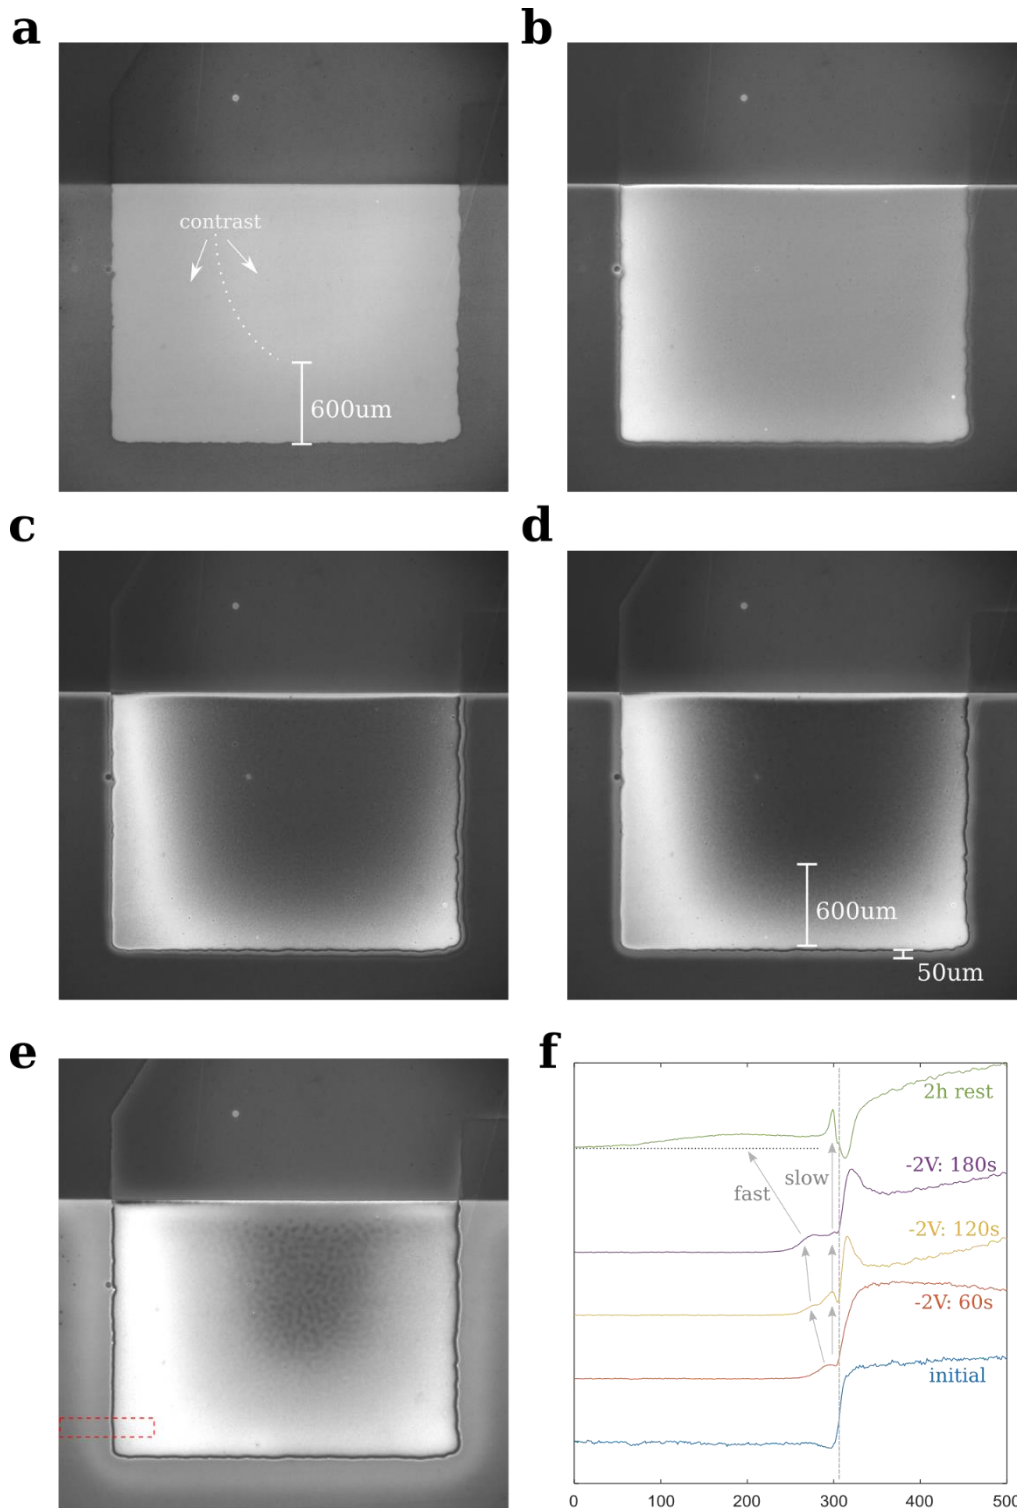 a
b
contrast
600um
c
d
600um
50um
e
f
2h rest
slow
-2V: 180s
fast
-2V: 120s
-2V: 60s
initial
0 100 200 300 400 500